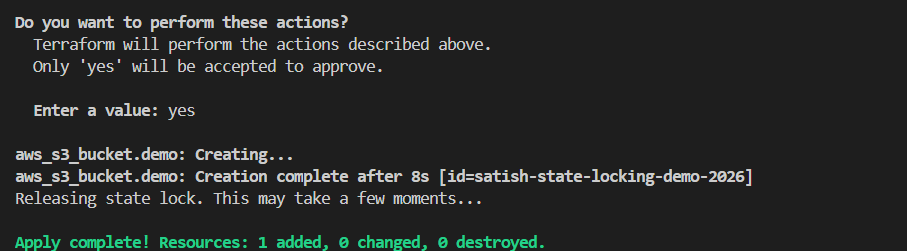 Do you want to perform these actions?
Terraform will perform the actions described above.
Only 'yes' will be accepted to approve.
Enter a value: yes
aws_s3_bucket.demo: Creating...
aws_s3_bucket.demo: Creation complete after 8s [id=satish-state-locking-demo-2026]
Releasing state lock. This may take a few moments...
Apply complete! Resources: 1 added, 0 changed, 0 destroyed.